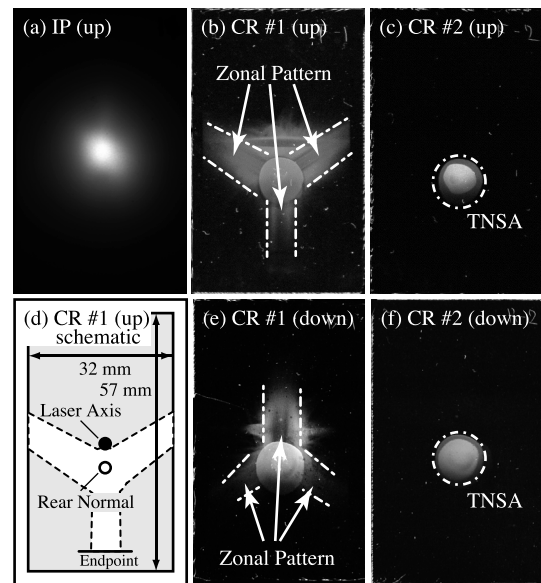 (a) IP (up)
(b) CR #1 (up)
Zonal Pattern
(c) CR #2 (up)
TNSA
(d) CR #1 (up)
schematic
32 mm
57 mm
Laser Axis
Rear Normal
Endpoint
(e) CR #1 (down)
Zonal Pattern
(f) CR #2 (down)
TNSA